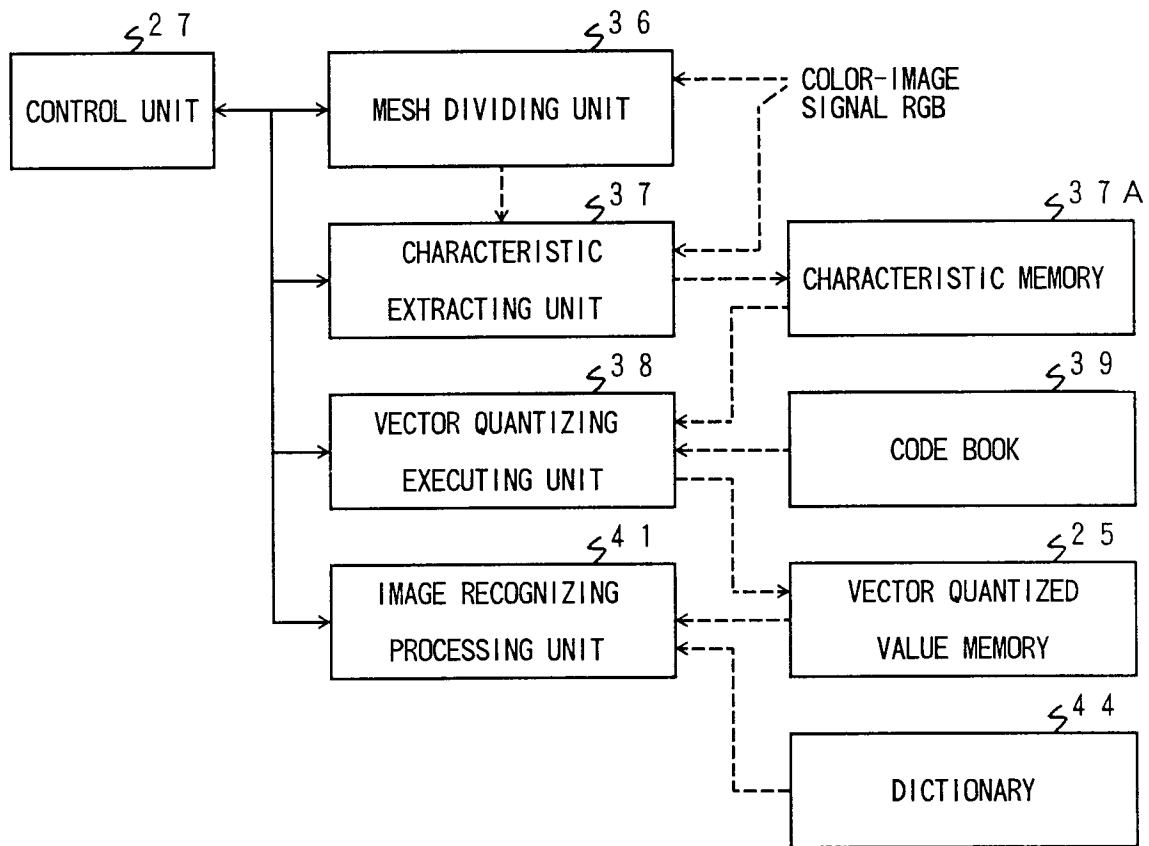 27
CONTROL UNIT
36
MESH DIVIDING UNIT
COLOR-IMAGE
SIGNAL RGB
37
CHARACTERISTIC
EXTRACTING UNIT
37A
CHARACTERISTIC MEMORY
38
VECTOR QUANTIZING
EXECUTING UNIT
39
CODE BOOK
41
IMAGE RECOGNIZING
PROCESSING UNIT
25
VECTOR QUANTIZED
VALUE MEMORY
44
DICTIONARY